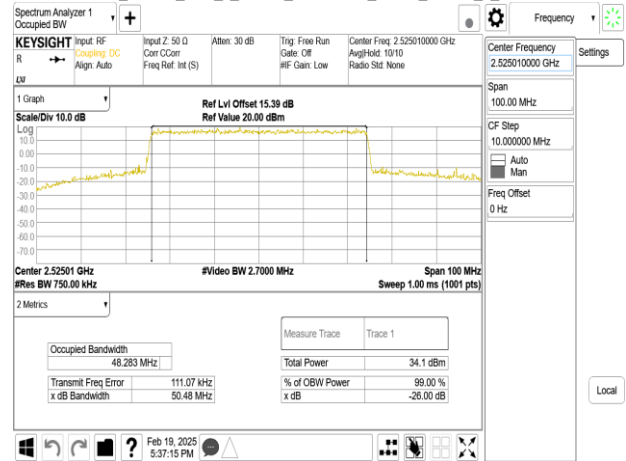 Spectrum Analyzer 1
Occupied BW
Frequency
KEYSIGHT
R
LXI
Input: RF
Coupling: DC
Align: Auto
Input Z: 50 Ω
Corr CCorr
Freq Ref: Int (S)
Atten: 30 dB
Trig: Free Run
Gate: Off
#IF Gain: Low
Center Freq: 2.525010000 GHz
Avg|Hold: 10/10
Radio Std: None
Center Frequency
2.525010000 GHz
Settings
Span
100.00 MHz
CF Step
10.000000 MHz
Auto
Man
Freq Offset
0 Hz
1 Graph
Scale/Div 10.0 dB
Ref Lvl Offset 15.39 dB
Ref Value 20.00 dBm
Log
10.0
0.00
-10.0
-20.0
-30.0
-40.0
-50.0
-60.0
-70.0
Center 2.52501 GHz
#Res BW 750.00 kHz
#Video BW 2.7000 MHz
Span 100 MHz
Sweep 1.00 ms (1001 pts)
2 Metrics
Measure Trace Trace 1
Occupied Bandwidth
48.283 MHz
Total Power 34.1 dBm
Transmit Freq Error 111.07 kHz
% of OBW Power 99.00 %
x dB Bandwidth 50.48 MHz
x dB -26.00 dB
Local
?
Feb 19, 2025
5:37:15 PM